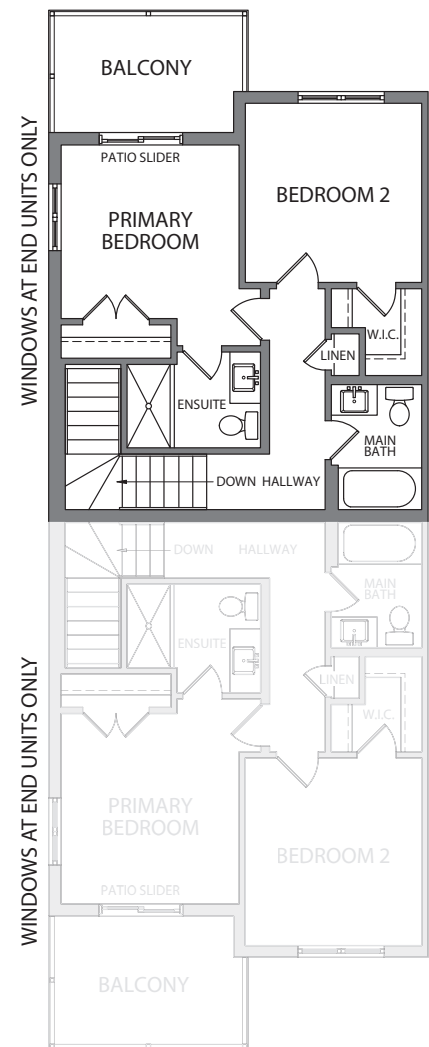 BALCONY
PATIO SLIDER
WINDOWS AT END UNITS ONLY
PRIMARY
BEDROOM
BEDROOM 2
W.I.C.
LINEN
ENSUITE
MAIN
BATH
DOWN HALLWAY
DOWN HALLWAY
MAIN
BATH
ENSUITE
LINEN
W.I.C.
WINDOWS AT END UNITS ONLY
PRIMARY
BEDROOM
BEDROOM 2
PATIO SLIDER
BALCONY